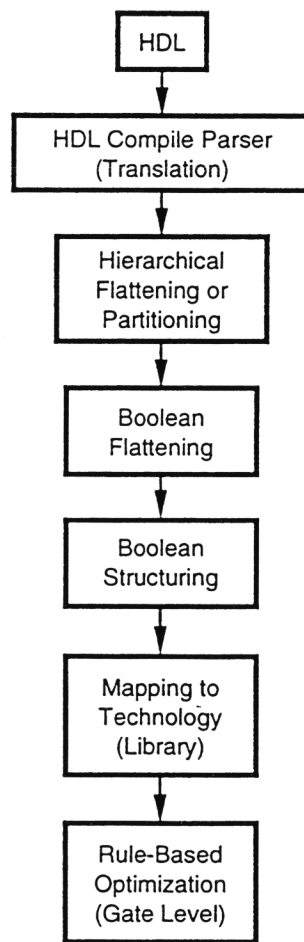 HDL
HDL Compile Parser
(Translation)
Hierarchical
Flattening or
Partitioning
Boolean
Flattening
Boolean
Structuring
Mapping to
Technology
(Library)
Rule-Based
Optimization
(Gate Level)